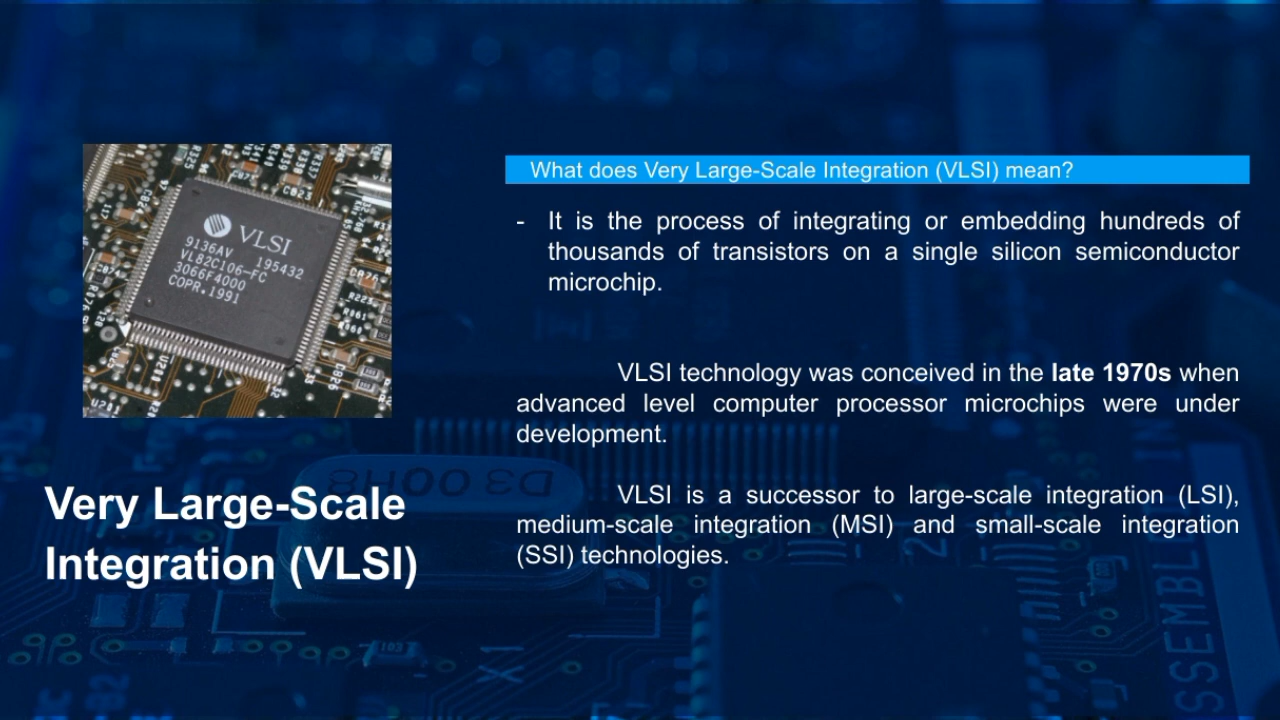 VLSI
9136AV 195432
VL82C106-FC
3066F4000
COPR.1991
Very Large-Scale
Integration (VLSI)
What does Very Large-Scale Integration (VLSI) mean?
- It is the process of integrating or embedding hundreds of
thousands of transistors on a single silicon semiconductor
microchip.
VLSI technology was conceived in the late 1970s when
advanced level computer processor microchips were under
development.
VLSI is a successor to large-scale integration (LSI),
medium-scale integration (MSI) and small-scale integration
(SSI) technologies.